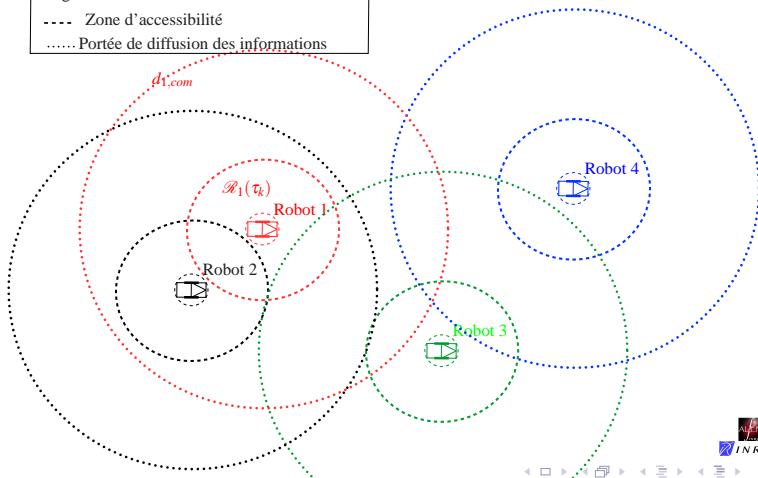 Zone d'accessibilité
Portée de diffusion des informations
d1,com
ℛ1(τk)
Robot 1
Robot 2
Robot 3
Robot 4